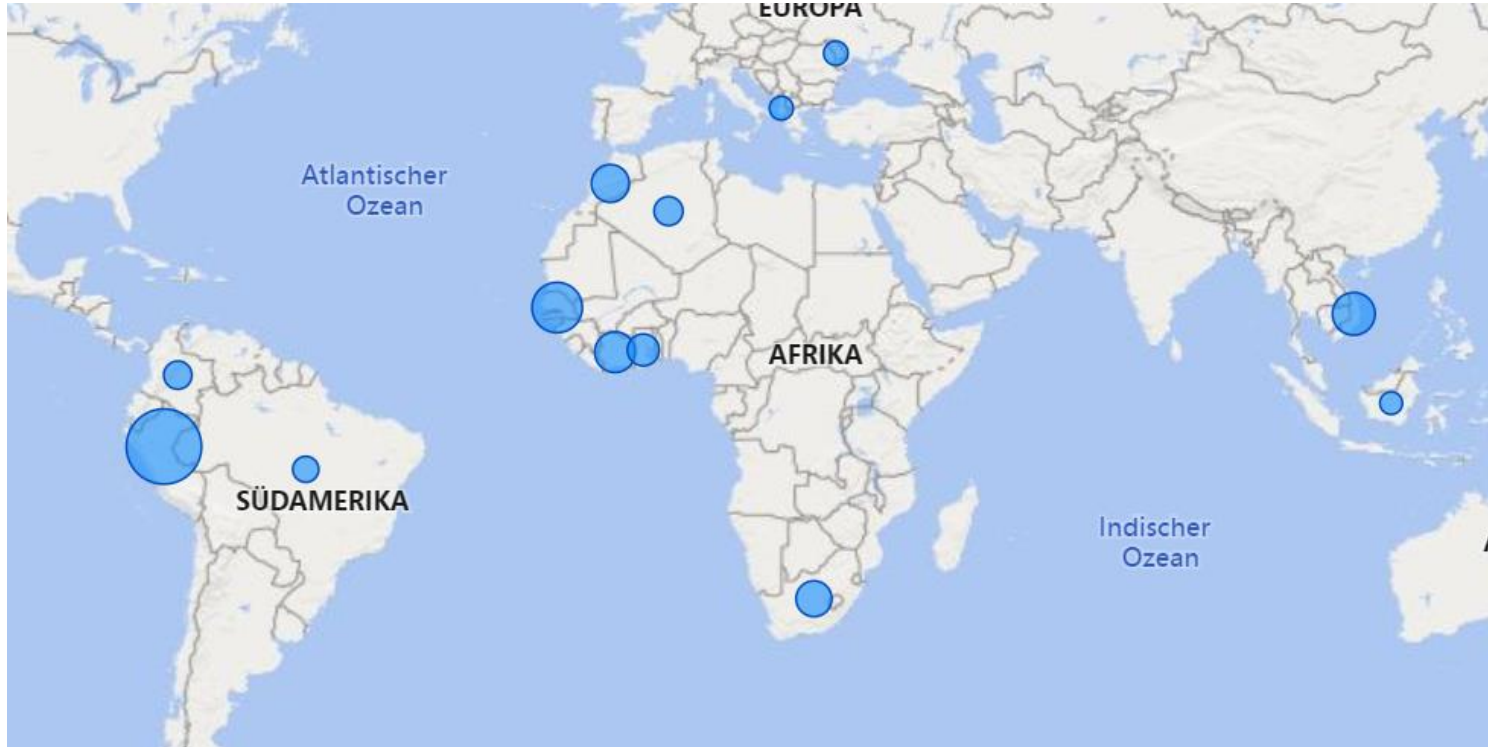 EUROPA
Atlantischer
Ozean
AFRIKA
SÜDAMERIKA
Indischer
Ozean